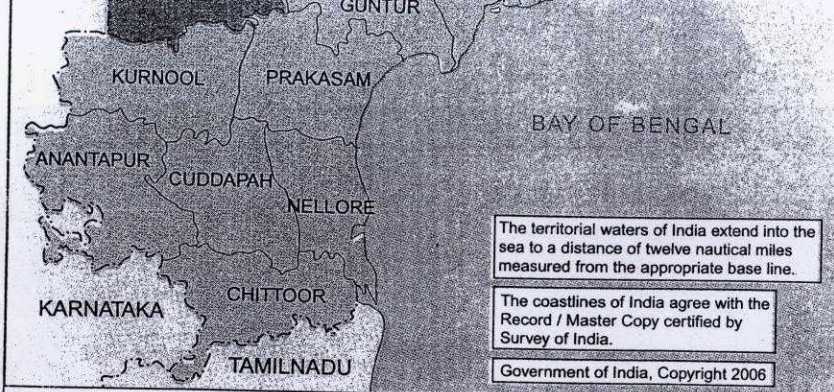 GUNTUR
KURNOOL
PRAKASAM
BAY OF BENGAL
ANANTAPUR
CUDDAPAH
NELLORE
The territorial waters of India extend into the
sea to a distance of twelve nautical miles
measured from the appropriate base line.
CHITTOOR
KARNATAKA
The coastlines of India agree with the
Record / Master Copy certified by
Survey of India.
TAMILNADU
Government of India, Copyright 2006